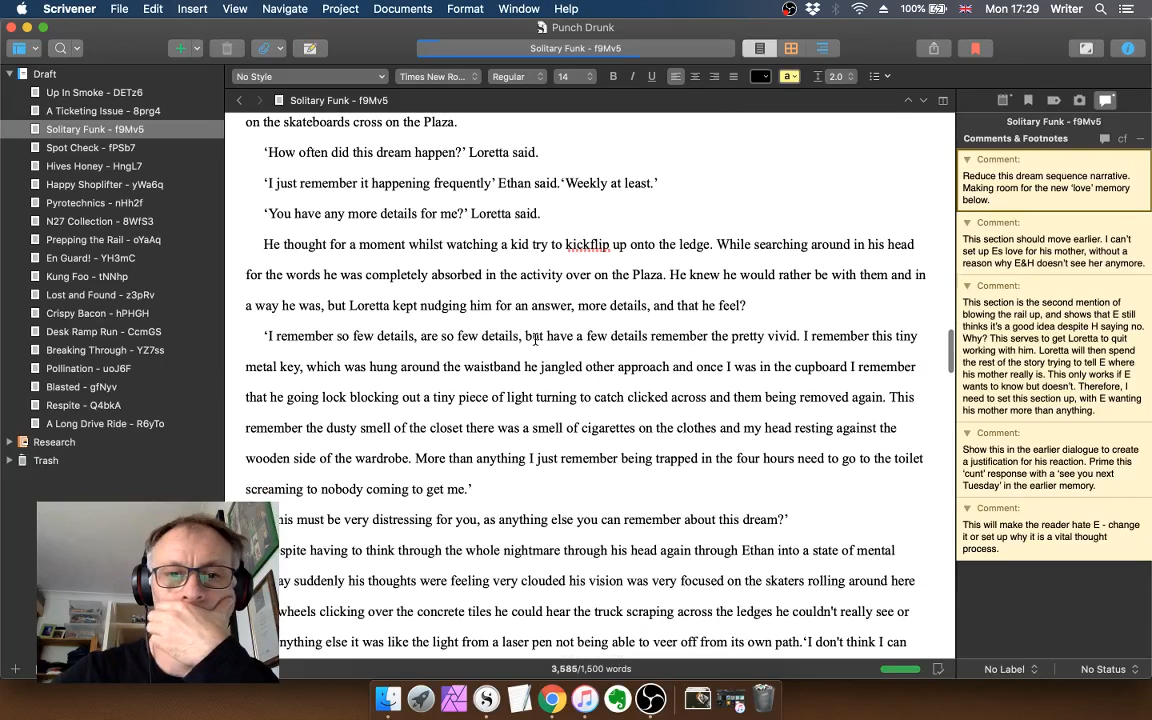 Scrivener File Edit Insert View Navigate Project Documents Format Window Help 100% Mon 17:29 Writer
Punch Drunk
Solitary Funk - f9Mv5
No Style Times New Ro... Regular 14 B I U a 2.0
Draft
Up In Smoke - DETz6
A Ticketing Issue - 8prg4
Solitary Funk - f9Mv5
Spot Check - fPSb7
Hives Honey - HngL7
Happy Shoplifter - yWa6q
Pyrotechnics - nHh2f
N27 Collection - 8WfS3
Prepping the Rail - oYaAq
En Guard! - YH3mC
Kung Foo - tNNhp
Lost and Found - z3pRv
Crispy Bacon - hPHGH
Desk Ramp Run - CcmGS
Breaking Through - YZ7ss
Pollination - uoJ6F
Blasted - gfNyv
Respite - Q4bkA
A Long Drive Ride - R6yTo
Research
Trash
Solitary Funk - f9Mv5
on the skateboards cross on the Plaza.
‘How often did this dream happen?’ Loretta said.
‘I just remember it happening frequently’ Ethan said.‘Weekly at least.’
‘You have any more details for me?’ Loretta said.
He thought for a moment whilst watching a kid try to kickflip up onto the ledge. While searching around in his head
for the words he was completely absorbed in the activity over on the Plaza. He knew he would rather be with them and in
a way he was, but Loretta kept nudging him for an answer, more details, and that he feel?
‘I remember so few details, are so few details, but have a few details remember the pretty vivid. I remember this tiny
metal key, which was hung around the waistband he jangled other approach and once I was in the cupboard I remember
that he going lock blocking out a tiny piece of light turning to catch clicked across and them being removed again. This
remember the dusty smell of the closet there was a smell of cigarettes on the clothes and my head resting against the
wooden side of the wardrobe. More than anything I just remember being trapped in the four hours need to go to the toilet
screaming to nobody coming to get me.’
his must be very distressing for you, as anything else you can remember about this dream?’
spite having to think through the whole nightmare through his head again through Ethan into a state of mental
ay suddenly his thoughts were feeling very clouded his vision was very focused on the skaters rolling around here
wheels clicking over the concrete tiles he could hear the truck scraping across the ledges he couldn't really see or
nything else it was like the light from a laser pen not being able to veer off from its own path.‘I don't think I can
3,585/1,500 words
Solitary Funk - f9Mv5
Comments & Footnotes cf
Comment:
Reduce this dream sequence narrative.
Making room for the new ‘love’ memory
below.
Comment:
This section should move earlier. I can’t
set up Es love for his mother, without a
reason why E&H doesn’t see her anymore.
Comment:
This section is the second mention of
blowing the rail up, and shows that E still
thinks it’s a good idea despite H saying no.
Why? This serves to get Loretta to quit
working with him. Loretta will then spend
the rest of the story trying to tell E where
his mother really is. This only works if E
wants to know but doesn’t. Therefore, I
need to set this section up, with E wanting
his mother more than anything.
Comment:
Show this in the earlier dialogue to create
a justification for his reaction. Prime this
‘cunt’ response with a ‘see you next
Tuesday’ in the earlier memory.
Comment:
This will make the reader hate E - change
it or set up why it is a vital thought
process.
No Label No Status